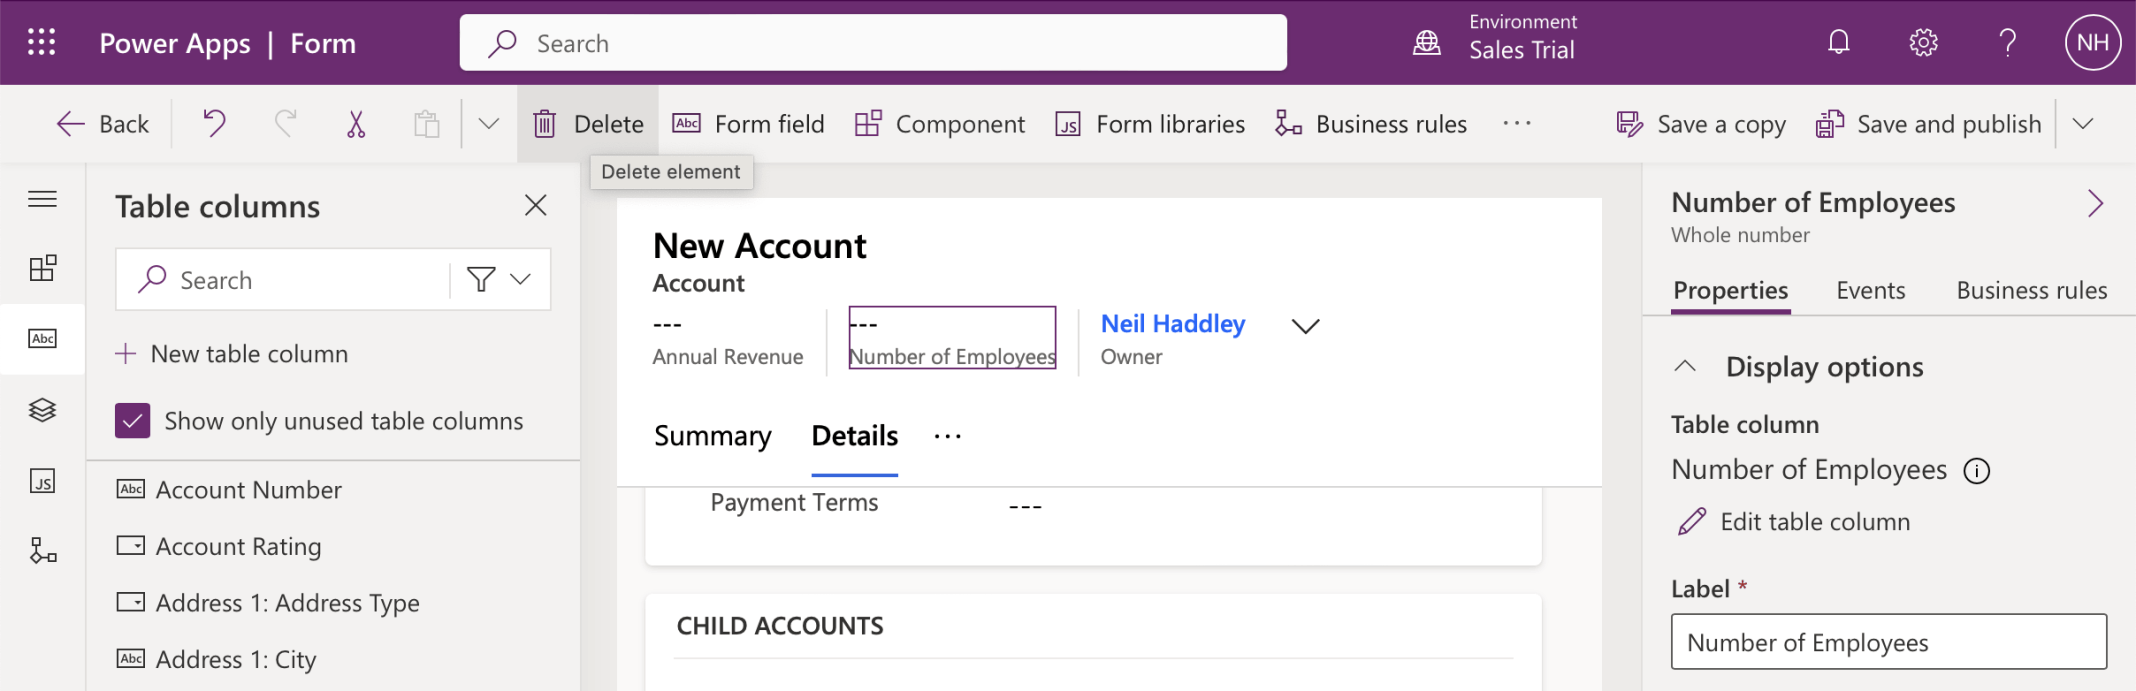 Power Apps | Form
Search
Environment
Sales Trial
NH
Back
Delete
Abc Form field
Component
JS Form libraries
Business rules
···
Save a copy
Save and publish
Delete element
Table columns
Search
New table column
Show only unused table columns
Abc Account Number
Account Rating
Address 1: Address Type
Abc Address 1: City
Abc
JS
New Account
Account
---
Annual Revenue
---
Number of Employees
Neil Haddley
Owner
Summary
Details
···
Payment Terms
---
CHILD ACCOUNTS
Number of Employees
Whole number
Properties
Events
Business rules
Display options
Table column
Number of Employees
Edit table column
Label *
Number of Employees